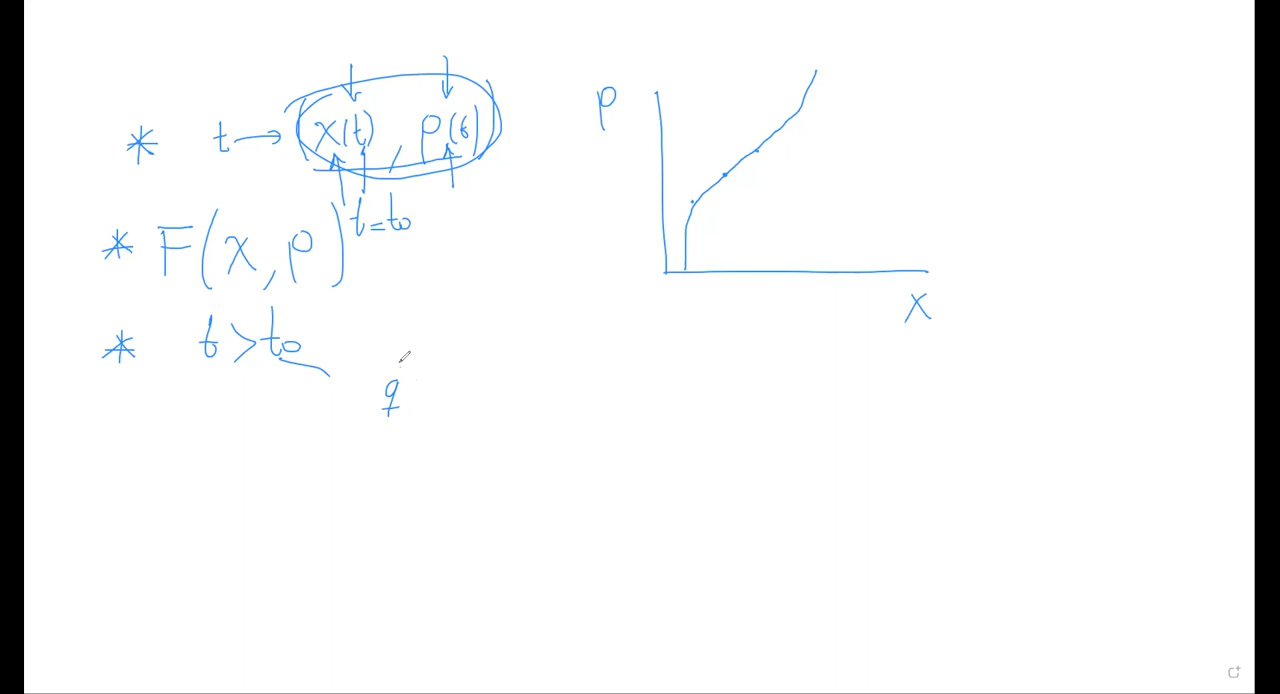 * t → (x(t), p(t))
t = t₀
* F(x, p)
* t > t₀
q
p
x